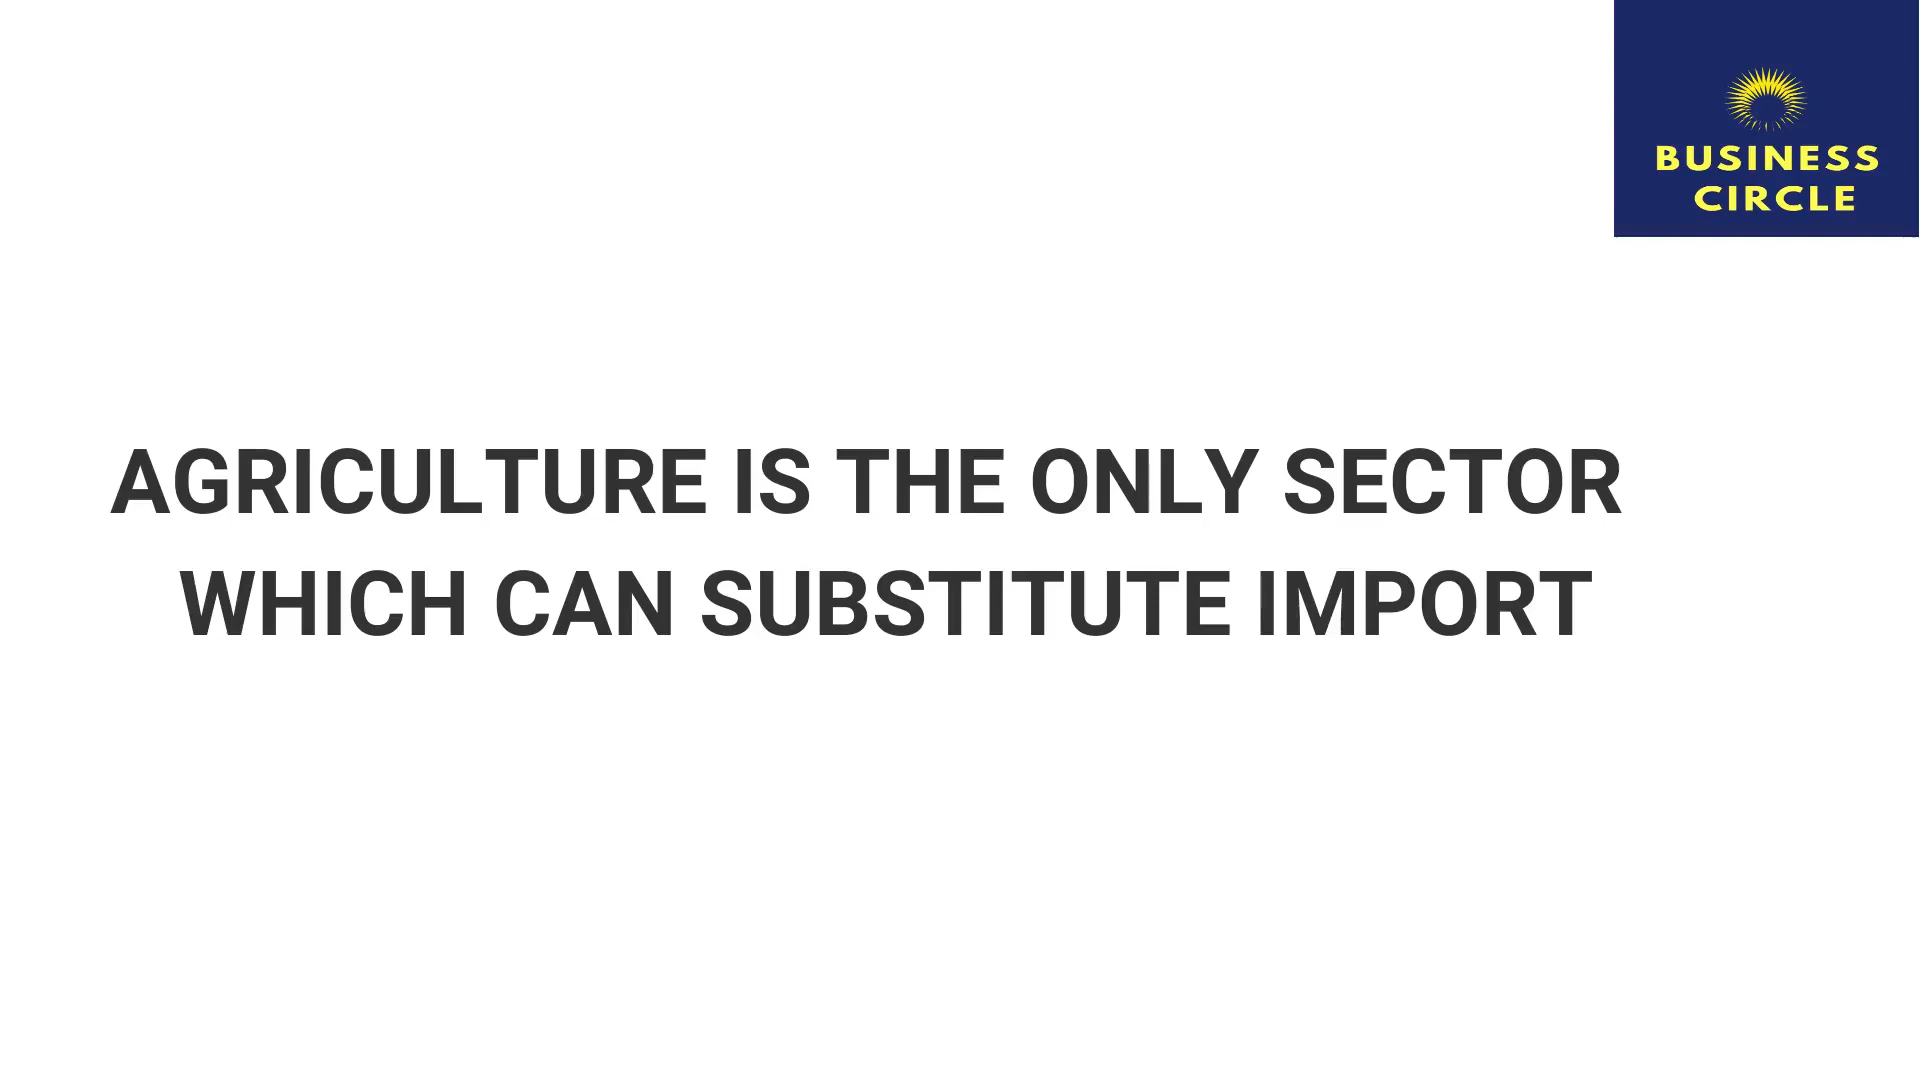 BUSINESS
CIRCLE
AGRICULTURE IS THE ONLY SECTOR
WHICH CAN SUBSTITUTE IMPORT